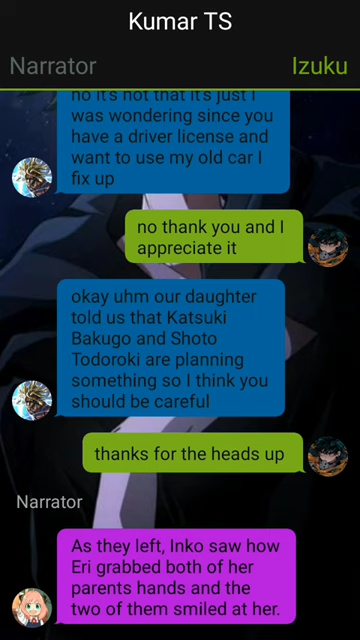 Kumar TS
Narrator
Izuku
no it's not that it's just I
was wondering since you
have a driver license and
want to use my old car I
fix up
no thank you and I
appreciate it
okay uhm our daughter
told us that Katsuki
Bakugo and Shoto
Todoroki are planning
something so I think you
should be careful
thanks for the heads up
Narrator
As they left, Inko saw how
Eri grabbed both of her
parents hands and the
two of them smiled at her.